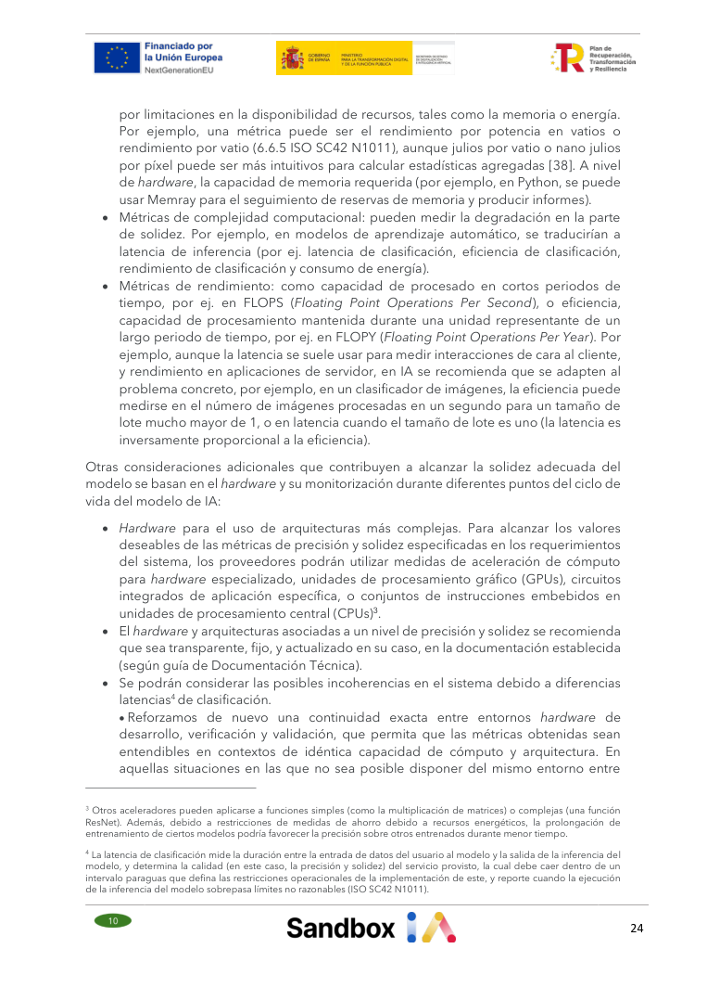 Financiado por
la Unión Europea
NextGenerationEU
GOBIERNO
DE ESPAÑA
MINISTERIO
PARA LA TRANSFORMACIÓN DIGITAL
Y DE LA FUNCIÓN PÚBLICA
SECRETARÍA DE ESTADO
DE DIGITALIZACIÓN
E INTELIGENCIA ARTIFICIAL
Plan de
Recuperación,
Transformación
y Resiliencia
por limitaciones en la disponibilidad de recursos, tales como la memoria o energía.
Por ejemplo, una métrica puede ser el rendimiento por potencia en vatios o
rendimiento por vatio (6.6.5 ISO SC42 N1011), aunque julios por vatio o nano julios
por píxel puede ser más intuitivos para calcular estadísticas agregadas [38]. A nivel
de hardware, la capacidad de memoria requerida (por ejemplo, en Python, se puede
usar Memray para el seguimiento de reservas de memoria y producir informes).
• Métricas de complejidad computacional: pueden medir la degradación en la parte
de solidez. Por ejemplo, en modelos de aprendizaje automático, se traducirían a
latencia de inferencia (por ej. latencia de clasificación, eficiencia de clasificación,
rendimiento de clasificación y consumo de energía).
• Métricas de rendimiento: como capacidad de procesado en cortos periodos de
tiempo, por ej. en FLOPS (Floating Point Operations Per Second), o eficiencia,
capacidad de procesamiento mantenida durante una unidad representante de un
largo periodo de tiempo, por ej. en FLOPY (Floating Point Operations Per Year). Por
ejemplo, aunque la latencia se suele usar para medir interacciones de cara al cliente,
y rendimiento en aplicaciones de servidor, en IA se recomienda que se adapten al
problema concreto, por ejemplo, en un clasificador de imágenes, la eficiencia puede
medirse en el número de imágenes procesadas en un segundo para un tamaño de
lote mucho mayor de 1, o en latencia cuando el tamaño de lote es uno (la latencia es
inversamente proporcional a la eficiencia).
Otras consideraciones adicionales que contribuyen a alcanzar la solidez adecuada del
modelo se basan en el hardware y su monitorización durante diferentes puntos del ciclo de
vida del modelo de IA:
• Hardware para el uso de arquitecturas más complejas. Para alcanzar los valores
deseables de las métricas de precisión y solidez especificadas en los requerimientos
del sistema, los proveedores podrán utilizar medidas de aceleración de cómputo
para hardware especializado, unidades de procesamiento gráfico (GPUs), circuitos
integrados de aplicación específica, o conjuntos de instrucciones embebidos en
unidades de procesamiento central (CPUs)³.
• El hardware y arquitecturas asociadas a un nivel de precisión y solidez se recomienda
que sea transparente, fijo, y actualizado en su caso, en la documentación establecida
(según guía de Documentación Técnica).
• Se podrán considerar las posibles incoherencias en el sistema debido a diferencias
latencias⁴ de clasificación.
• Reforzamos de nuevo una continuidad exacta entre entornos hardware de
desarrollo, verificación y validación, que permita que las métricas obtenidas sean
entendibles en contextos de idéntica capacidad de cómputo y arquitectura. En
aquellas situaciones en las que no sea posible disponer del mismo entorno entre
³ Otros aceleradores pueden aplicarse a funciones simples (como la multiplicación de matrices) o complejas (una función
ResNet). Además, debido a restricciones de medidas de ahorro debido a recursos energéticos, la prolongación de
entrenamiento de ciertos modelos podría favorecer la precisión sobre otros entrenados durante menor tiempo.
⁴ La latencia de clasificación mide la duración entre la entrada de datos del usuario al modelo y la salida de la inferencia del
modelo, y determina la calidad (en este caso, la precisión y solidez) del servicio provisto, la cual debe caer dentro de un
intervalo paraguas que defina las restricciones operacionales de la implementación de este, y reporte cuando la ejecución
de la inferencia del modelo sobrepasa límites no razonables (ISO SC42 N1011).
10
Sandbox IA
24